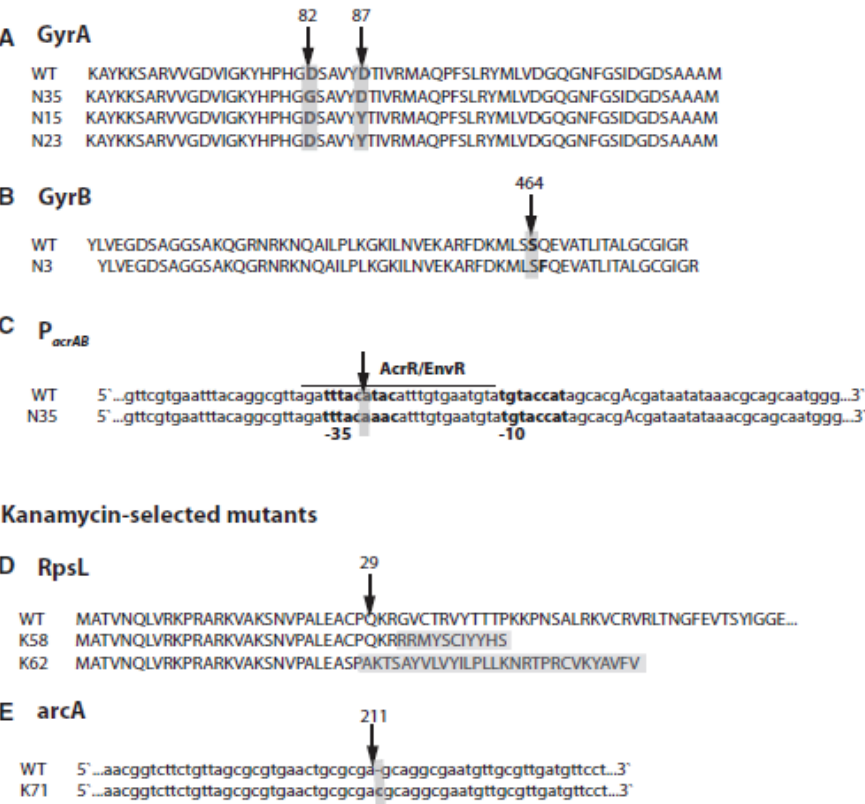 82 87
A GyrA
WT KAYKKSARVVGDVIGKYHPHGDSAVYDTIVRMAQPFSLRYMLVDGQGNFGSIDGDSAAAM
N35 KAYKKSARVVGDVIGKYHPHGGSAVYDTIVRMAQPFSLRYMLVDGQGNFGSIDGDSAAAM
N15 KAYKKSARVVGDVIGKYHPHGDSAVYYTIVRMAQPFSLRYMLVDGQGNFGSIDGDSAAAM
N23 KAYKKSARVVGDVIGKYHPHGDSAVYYTIVRMAQPFSLRYMLVDGQGNFGSIDGDSAAAM
464
B GyrB
WT YLVEGDSAGGSAKQGRNRKNQAILPLKGKILNVEKARFDKMLSSQEVATLITALGCGIGR
N3 YLVEGDSAGGSAKQGRNRKNQAILPLKGKILNVEKARFDKMLSFQEVATLITALGCGIGR
C PacrAB
AcrR/EnvR
WT 5`...gttcgtgaatttacaggcgttagatttacatacatttgtgaatgtatgtaccatagcacgAcgataatataaacgcagcaatggg...3`
N35 5`...gttcgtgaatttacaggcgttagatttacaaacatttgtgaatgtatgtaccatagcacgAcgataatataaacgcagcaatggg...3`
-35 -10
Kanamycin-selected mutants
D RpsL
29
WT MATVNQLVRKPRARKVAKSNVPALEACPQKRGVCTRVYTTTPKKPNSALRKVCRVRLTNGFEVTSYIGGE...
K58 MATVNQLVRKPRARKVAKSNVPALEACPQKRRRMYSCIYYHS
K62 MATVNQLVRKPRARKVAKSNVPALEASPAKTSAYVLVYILPLLKNRTPRCVKYAVFV
E arcA
211
WT 5`...aacggtcttctgttagcgcgtgaactgcgcga-gcaggcgaatgttgcgttgatgttcct...3`
K71 5`...aacggtcttctgttagcgcgtgaactgcgcgacgcaggcgaatgttgcgttgatgttcct...3`